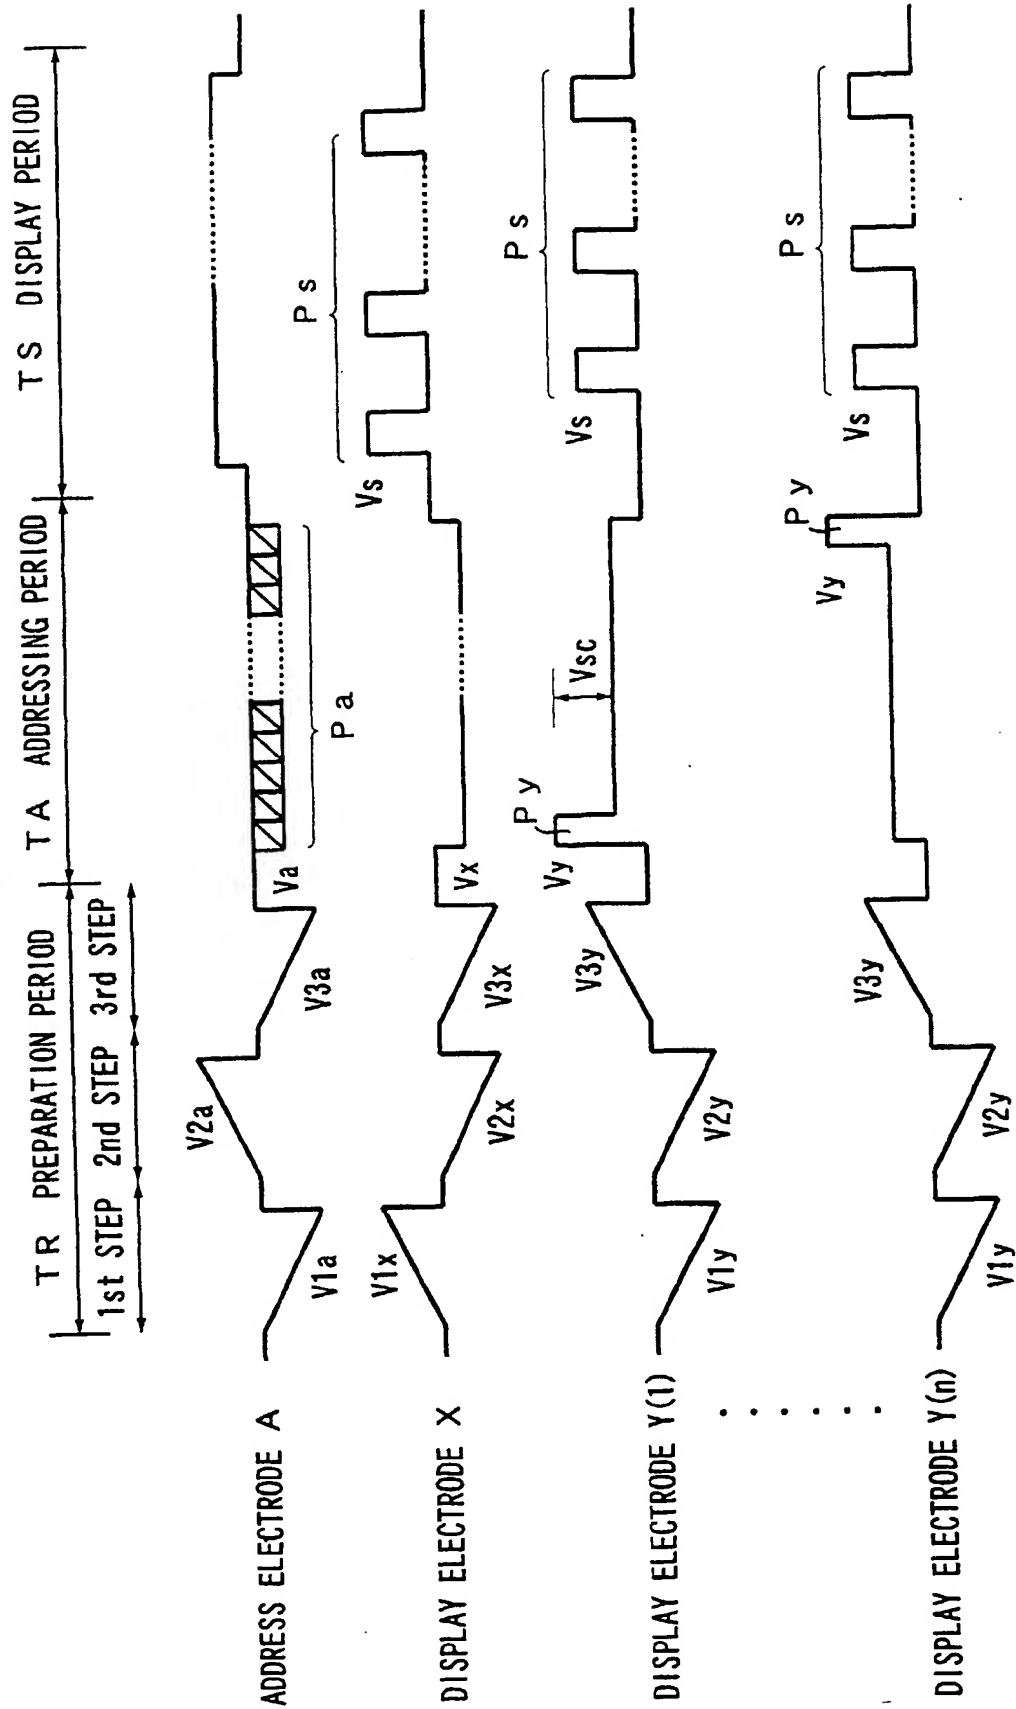 TR PREPARATION PERIOD
TA ADDRESSING PERIOD
TS DISPLAY PERIOD
1st STEP
2nd STEP
3rd STEP
ADDRESS ELECTRODE A
V1a
V2a
V3a
Va
Pa
DISPLAY ELECTRODE X
V1x
V2x
V3x
Vx
Vs
Ps
DISPLAY ELECTRODE Y(1)
V1y
V2y
V3y
Vy
Py
Vsc
Vs
Ps
DISPLAY ELECTRODE Y(n)
V1y
V2y
V3y
Vy
Py
Vs
Ps